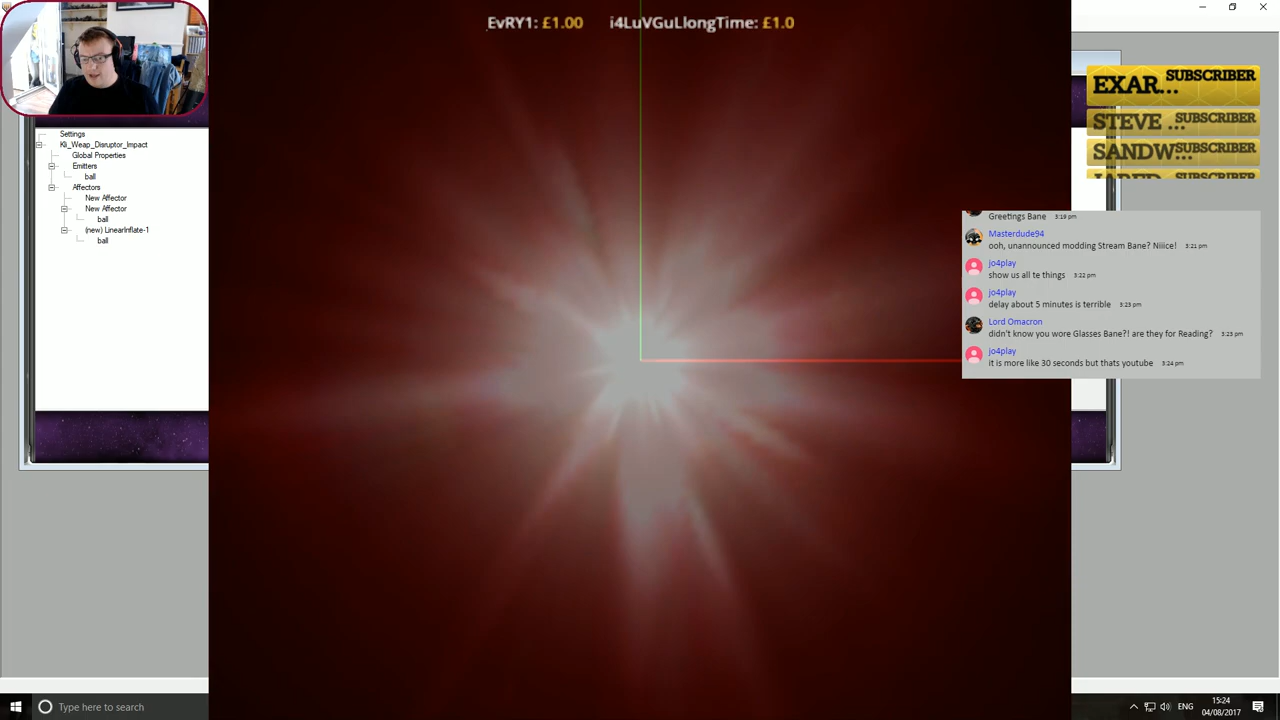 EvRY1: £1.00 i4LuVGuLlongTime: £1.0
EXAR... SUBSCRIBER
STEVE ... SUBSCRIBER
SANDW... SUBSCRIBER
JARED SUBSCRIBER
Settings
Kli_Weap_Disruptor_Impact
Global Properties
Emitters
ball
Affectors
New Affector
New Affector
ball
(new) LinearInflate-1
ball
Greetings Bane 3:19 pm
Masterdude94
ooh, unannounced modding Stream Bane? Niiice! 3:21 pm
jo4play
show us all te things 3:22 pm
jo4play
delay about 5 minutes is terrible 3:23 pm
Lord Omacron
didn't know you wore Glasses Bane?! are they for Reading? 3:23 pm
jo4play
it is more like 30 seconds but thats youtube 3:24 pm
Type here to search
ENG
15:24
04/08/2017